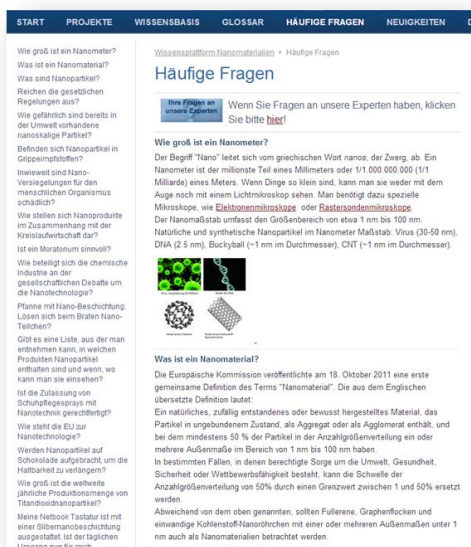 START PROJEKTE WISSENSBASIS GLOSSAR HÄUFIGE FRAGEN NEUIGKEITEN
Wissensplattform Nanomaterialien › Häufige Fragen
Häufige Fragen
Wie groß ist ein Nanometer?
Was ist ein Nanomaterial?
Was sind Nanopartikel?
Reichen die gesetzlichen
Regelungen aus?
Wie gefährlich sind bereits in
der Umwelt vorhandene
nanoskalige Partikel?
Befinden sich Nanopartikel in
Grippeimpfstoffen?
Inwieweit sind Nano-
Versiegelungen für den
menschlichen Organismus
schädlich?
Wie stellen sich Nanoprodukte
im Zusammenhang mit der
Kreislaufwirtschaft dar?
Ist ein Moratorium sinnvoll?
Wie beteiligt sich die chemische
Industrie an der
gesellschaftlichen Debatte um
die Nanotechnologie?
Pfanne mit Nano-Beschichtung:
Lösen sich beim Braten Nano-
Teilchen?
Gibt es eine Liste, aus der man
entnehmen kann, in welchen
Produkten Nanopartikel
enthalten sind und wenn, wo
kann man sie einsehen?
Ist die Zulassung von
Schuhpflegesprays mit
Nanotechnik gerechtfertigt?
Wie steht die EU zur
Nanotechnologie?
Werden Nanopartikel auf
Schokolade aufgebracht, um die
Haltbarkeit zu verlängern?
Wie groß ist die weltweite
jährliche Produktionsmenge von
Titandioxidnanopartikel?
Meine Netbook Tastatur ist mit
einer Silbernanobeschichtung
ausgestattet. Ist der täglichen
Umgang nun für mich
Ihre Fragen an
unsere Experten
Wenn Sie Fragen an unsere Experten haben, klicken
Sie bitte hier!
Wie groß ist ein Nanometer?
Der Begriff "Nano" leitet sich vom griechischen Wort nanos, der Zwerg, ab. Ein
Nanometer ist der millionste Teil eines Millimeters oder 1/1.000.000.000 (1/1
Milliarde) eines Meters. Wenn Dinge so klein sind, kann man sie weder mit dem
Auge noch mit einem Lichtmikroskop sehen. Man benötigt dazu spezielle
Mikroskope, wie Elektronenmikroskope oder Rastersondenmikroskope.
Der Nanomaßstab umfasst den Größenbereich von etwa 1 nm bis 100 nm.
Natürliche und synthetische Nanopartikel im Nanometer Maßstab: Virus (30-50 nm),
DNA (2.5 nm), Buckyball (~1 nm im Durchmesser), CNT (~1 nm im Durchmesser).
Was ist ein Nanomaterial?
Die Europäische Kommission veröffentlichte am 18. Oktober 2011 eine erste
gemeinsame Definition des Terms "Nanomaterial". Die aus dem Englischen
übersetzte Definition lautet:
Ein natürliches, zufällig entstandenes oder bewusst hergestelltes Material, das
Partikel in ungebundenem Zustand, als Aggregat oder als Agglomerat enthält, und
bei dem mindestens 50 % der Partikel in der Anzahlgrößenverteilung ein oder
mehrere Außenmaße im Bereich von 1 nm bis 100 nm haben.
In bestimmten Fällen, in denen berechtigte Sorge um die Umwelt, Gesundheit,
Sicherheit oder Wettbewerbsfähigkeit besteht, kann die Schwelle der
Anzahlgrößenverteilung von 50% durch einen Grenzwert zwischen 1 und 50% ersetzt
werden.
Abweichend von dem oben genannten, sollten Fullerene, Graphenflocken und
einwandige Kohlenstoff-Nanoröhrchen mit einer oder mehreren Außenmaßen unter 1
nm auch als Nanomaterialien betrachtet werden.